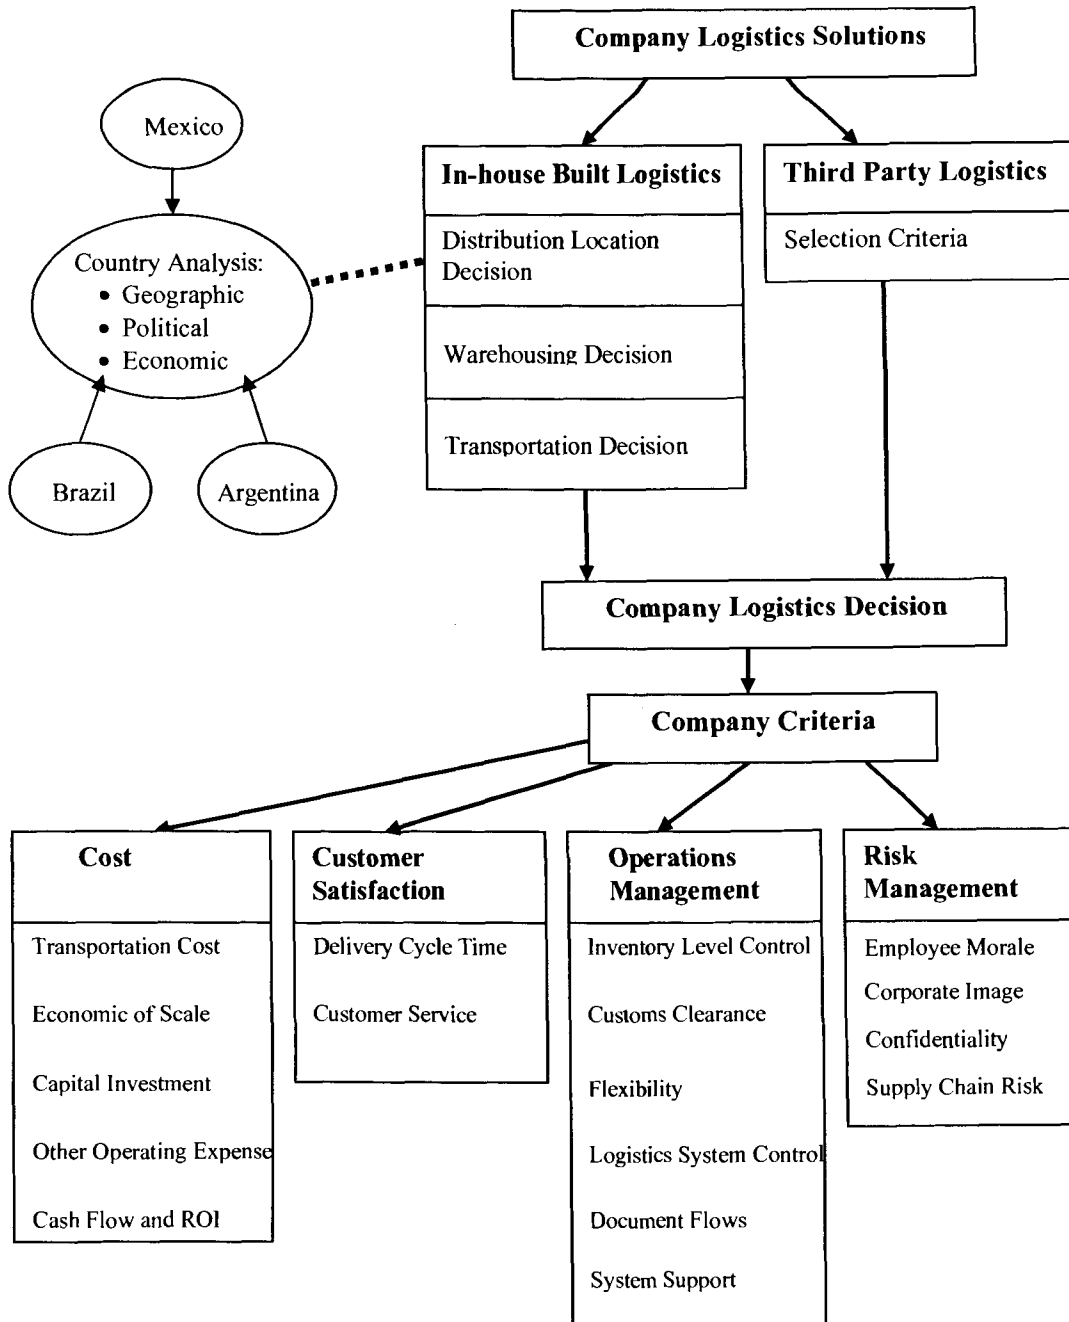 Company Logistics Solutions
Mexico
In-house Built Logistics
Third Party Logistics
Distribution Location
Decision
Selection Criteria
Country Analysis:
• Geographic
• Political
• Economic
Warehousing Decision
Transportation Decision
Brazil
Argentina
Company Logistics Decision
Company Criteria
Cost
Customer
Satisfaction
Operations
Management
Risk
Management
Transportation Cost
Economic of Scale
Capital Investment
Other Operating Expense
Cash Flow and ROI
Delivery Cycle Time
Customer Service
Inventory Level Control
Customs Clearance
Flexibility
Logistics System Control
Document Flows
System Support
Employee Morale
Corporate Image
Confidentiality
Supply Chain Risk